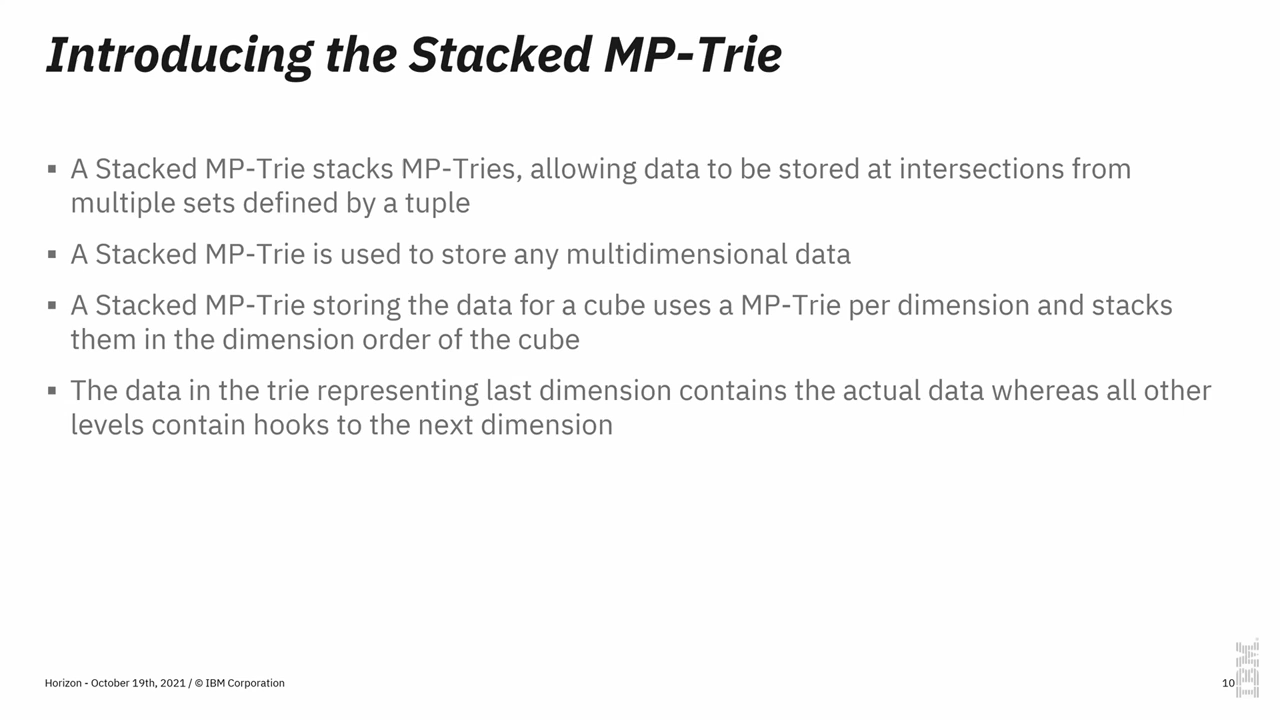 Introducing the Stacked MP-Trie
▪ A Stacked MP-Trie stacks MP-Tries, allowing data to be stored at intersections from
multiple sets defined by a tuple
▪ A Stacked MP-Trie is used to store any multidimensional data
▪ A Stacked MP-Trie storing the data for a cube uses a MP-Trie per dimension and stacks
them in the dimension order of the cube
▪ The data in the trie representing last dimension contains the actual data whereas all other
levels contain hooks to the next dimension
Horizon - October 19th, 2021 / © IBM Corporation
10
IBM